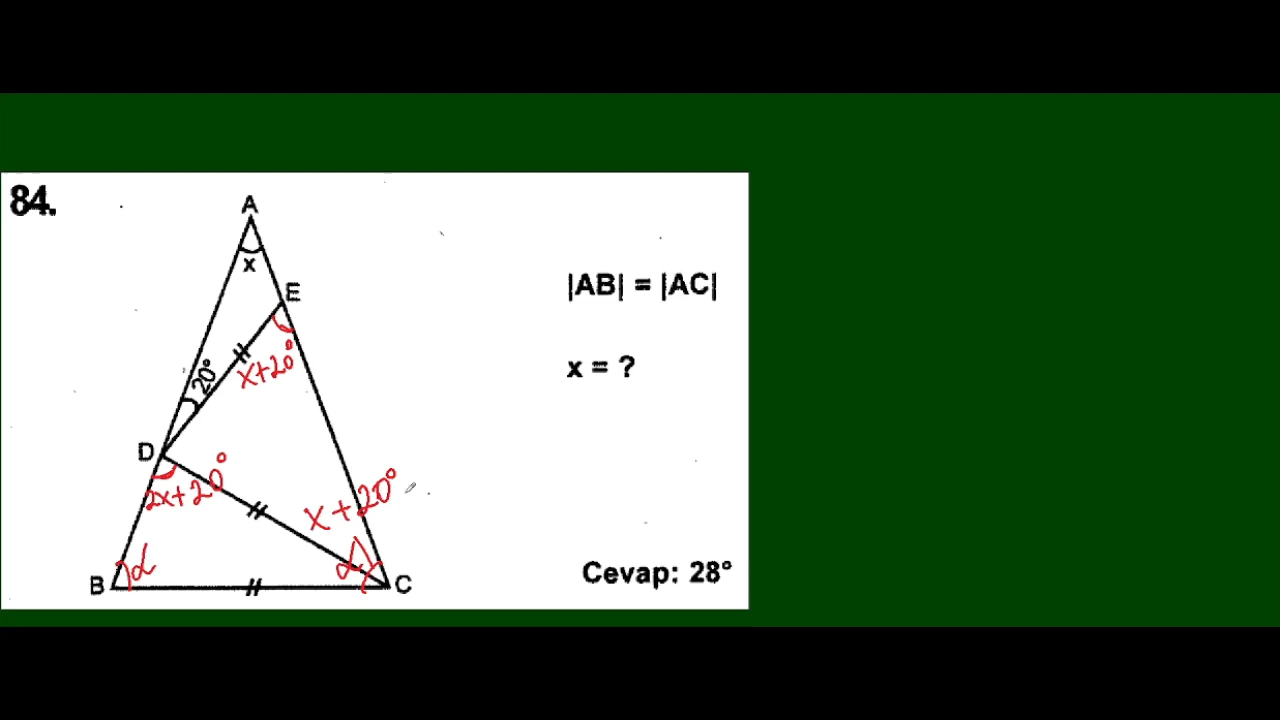 84.
A
x
E
|AB| = |AC|
x = ?
20°
x+20°
D
2x+20°
x+20°
B
α
α
C
Cevap: 28°